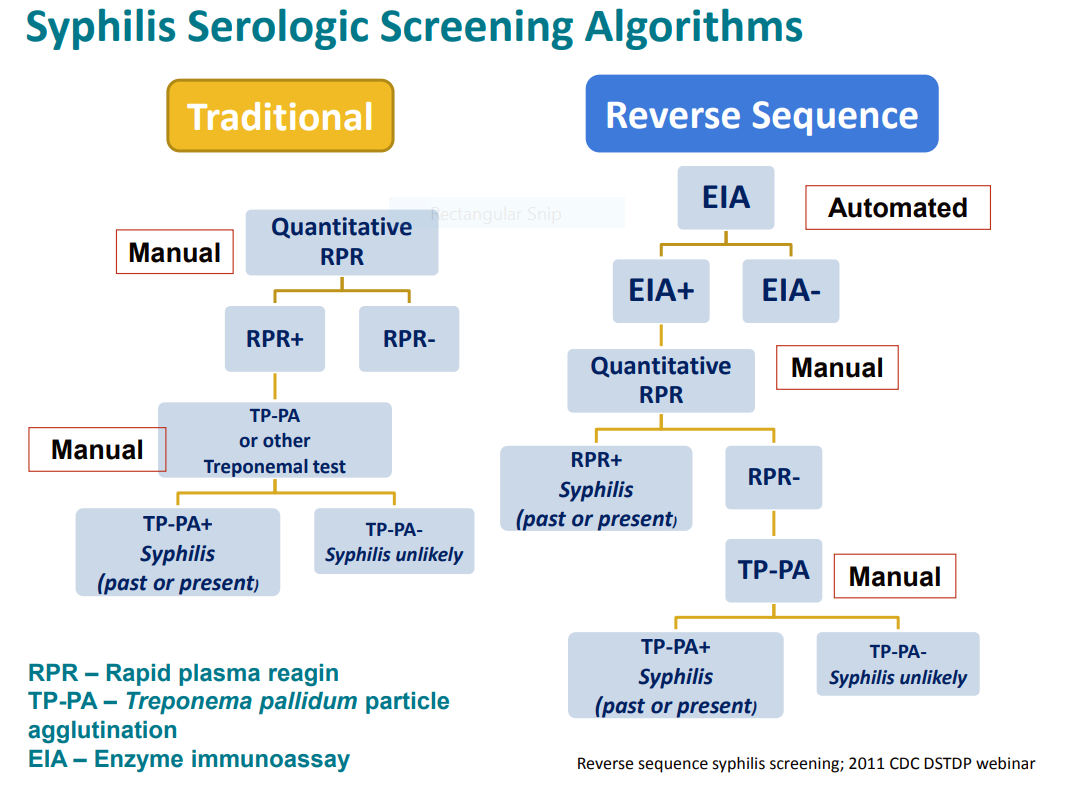 Syphilis Serologic Screening Algorithms
Traditional
Manual
Quantitative
RPR
RPR+
RPR-
Manual
TP-PA
or other
Treponemal test
TP-PA+
Syphilis
(past or present)
TP-PA-
Syphilis unlikely
Reverse Sequence
EIA
Automated
EIA+
EIA-
Quantitative
RPR
Manual
RPR+
Syphilis
(past or present)
RPR-
TP-PA
Manual
TP-PA+
Syphilis
(past or present)
TP-PA-
Syphilis unlikely
Rectangular Snip
RPR – Rapid plasma reagin
TP-PA – Treponema pallidum particle
agglutination
EIA – Enzyme immunoassay
Reverse sequence syphilis screening; 2011 CDC DSTDP webinar